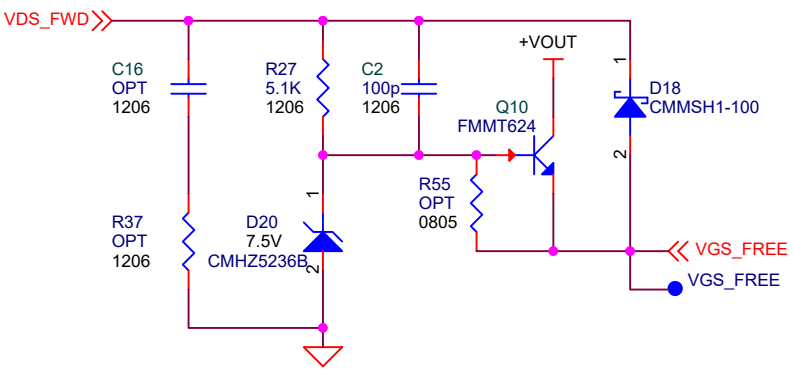 VDS_FWD
+VOUT
C16
OPT
1206
R27
5.1K
1206
C2
100p
1206
Q10
FMMT624
1
D18
CMMSH1-100
2
R55
OPT
0805
R37
OPT
1206
1
D20
7.5V
CMHZ5236B
2
VGS_FREE
VGS_FREE